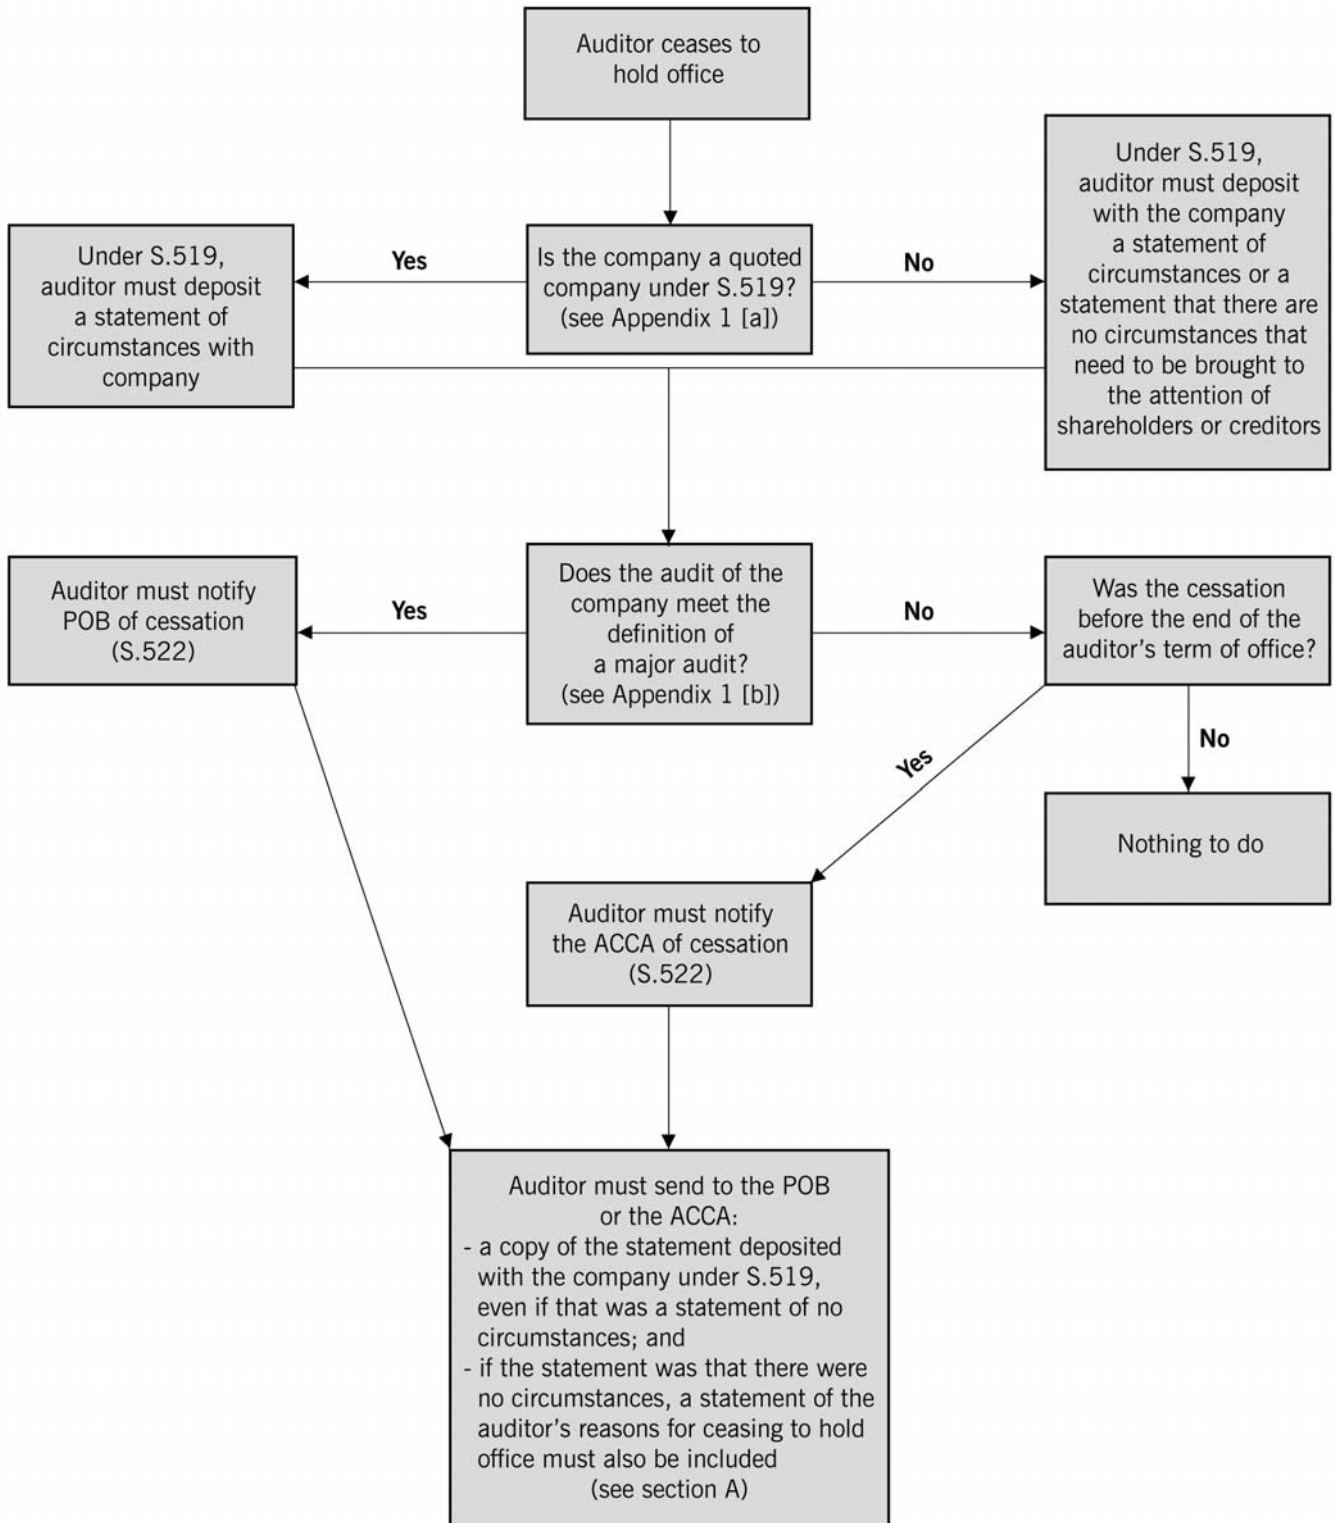 Auditor ceases to
hold office
Under S.519,
auditor must deposit
a statement of
circumstances with
company
Yes
Is the company a quoted
company under S.519?
(see Appendix 1 [a])
No
Under S.519,
auditor must deposit
with the company
a statement of
circumstances or a
statement that there are
no circumstances that
need to be brought to
the attention of
shareholders or creditors
Auditor must notify
POB of cessation
(S.522)
Yes
Does the audit of the
company meet the
definition of
a major audit?
(see Appendix 1 [b])
No
Was the cessation
before the end of the
auditor’s term of office?
Yes
No
Nothing to do
Auditor must notify
the ACCA of cessation
(S.522)
Auditor must send to the POB
or the ACCA:
- a copy of the statement deposited
with the company under S.519,
even if that was a statement of no
circumstances; and
- if the statement was that there were
no circumstances, a statement of the
auditor’s reasons for ceasing to hold
office must also be included
(see section A)